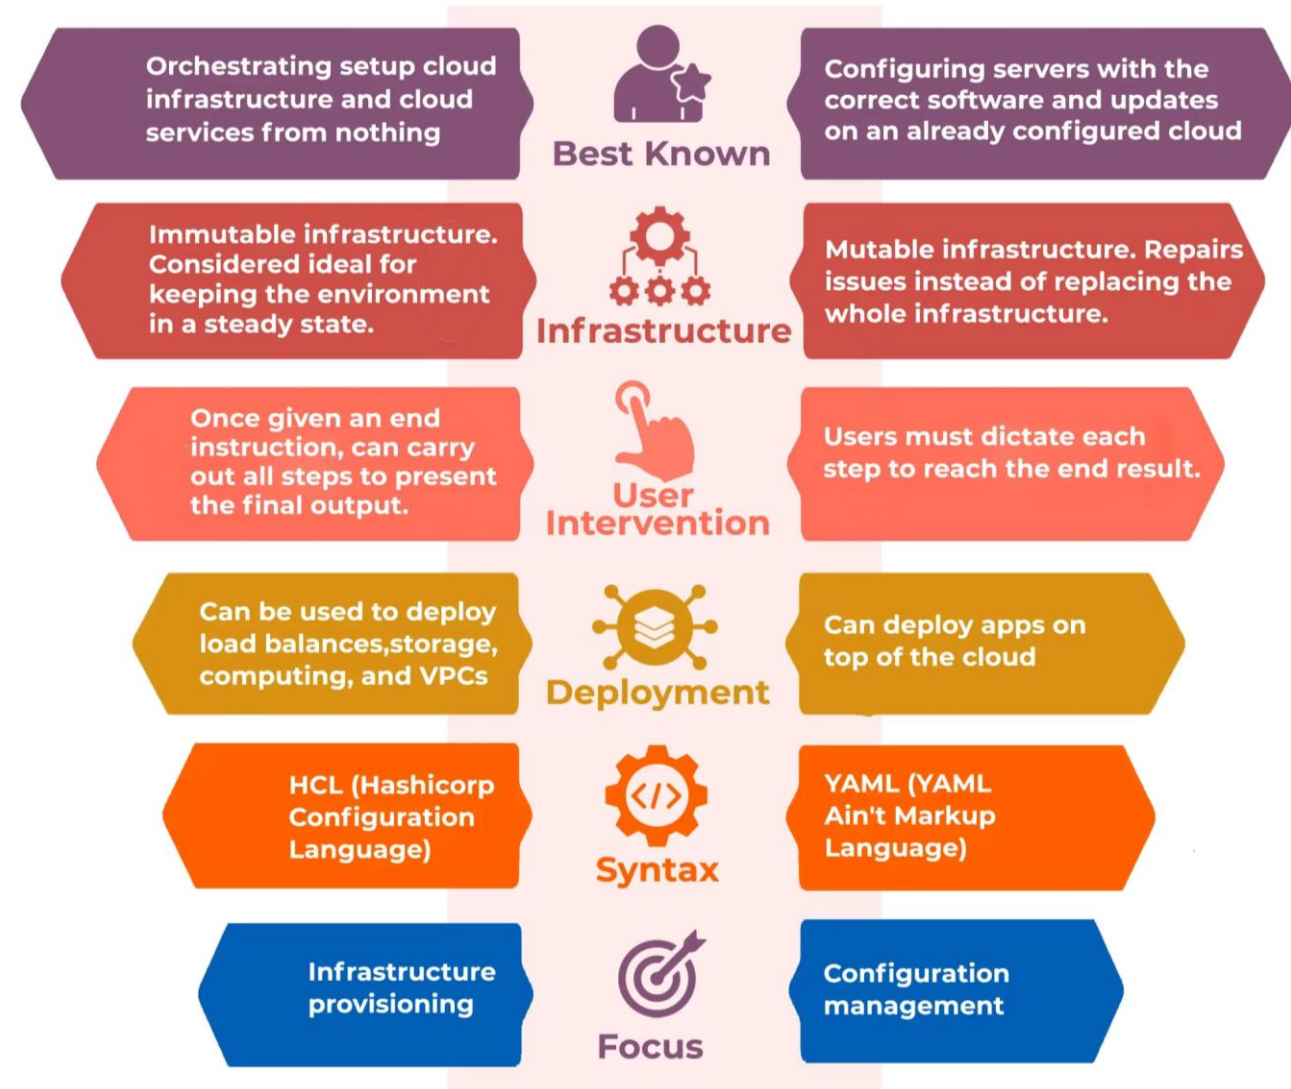 Orchestrating setup cloud
infrastructure and cloud
services from nothing
Best Known
Configuring servers with the
correct software and updates
on an already configured cloud
Immutable infrastructure.
Considered ideal for
keeping the environment
in a steady state.
Infrastructure
Mutable infrastructure. Repairs
issues instead of replacing the
whole infrastructure.
Once given an end
instruction, can carry
out all steps to present
the final output.
User
Intervention
Users must dictate each
step to reach the end result.
Can be used to deploy
load balances,storage,
computing, and VPCs
Deployment
Can deploy apps on
top of the cloud
HCL (Hashicorp
Configuration
Language)
</>
Syntax
YAML (YAML
Ain't Markup
Language)
Infrastructure
provisioning
Focus
Configuration
management